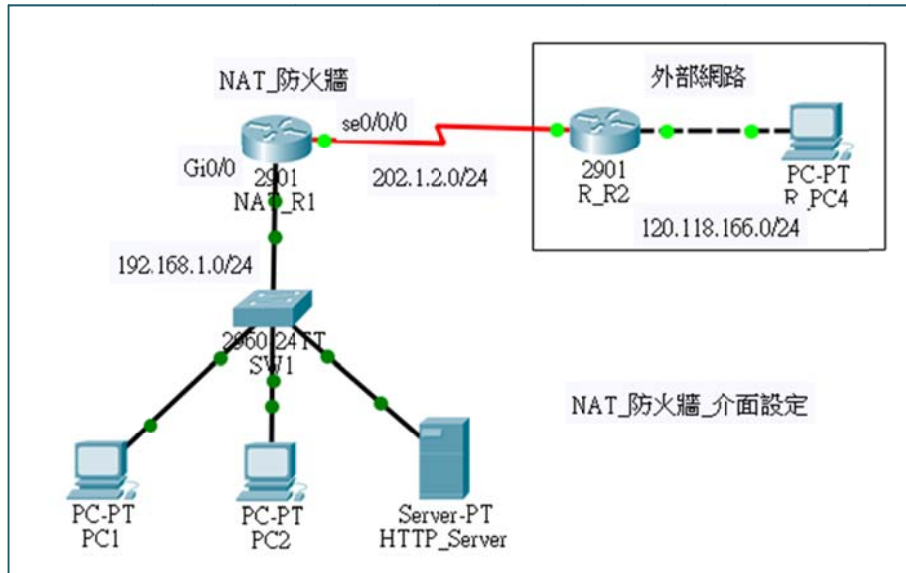 NAT_防火牆
se0/0/0
Gi0/0
2901
NAT_R1
202.1.2.0/24
外部網路
2901
R_R2
PC-PT
R_PC4
120.118.166.0/24
192.168.1.0/24
2960 24TT
SW1
NAT_防火牆_介面設定
PC-PT
PC1
PC-PT
PC2
Server-PT
HTTP_Server